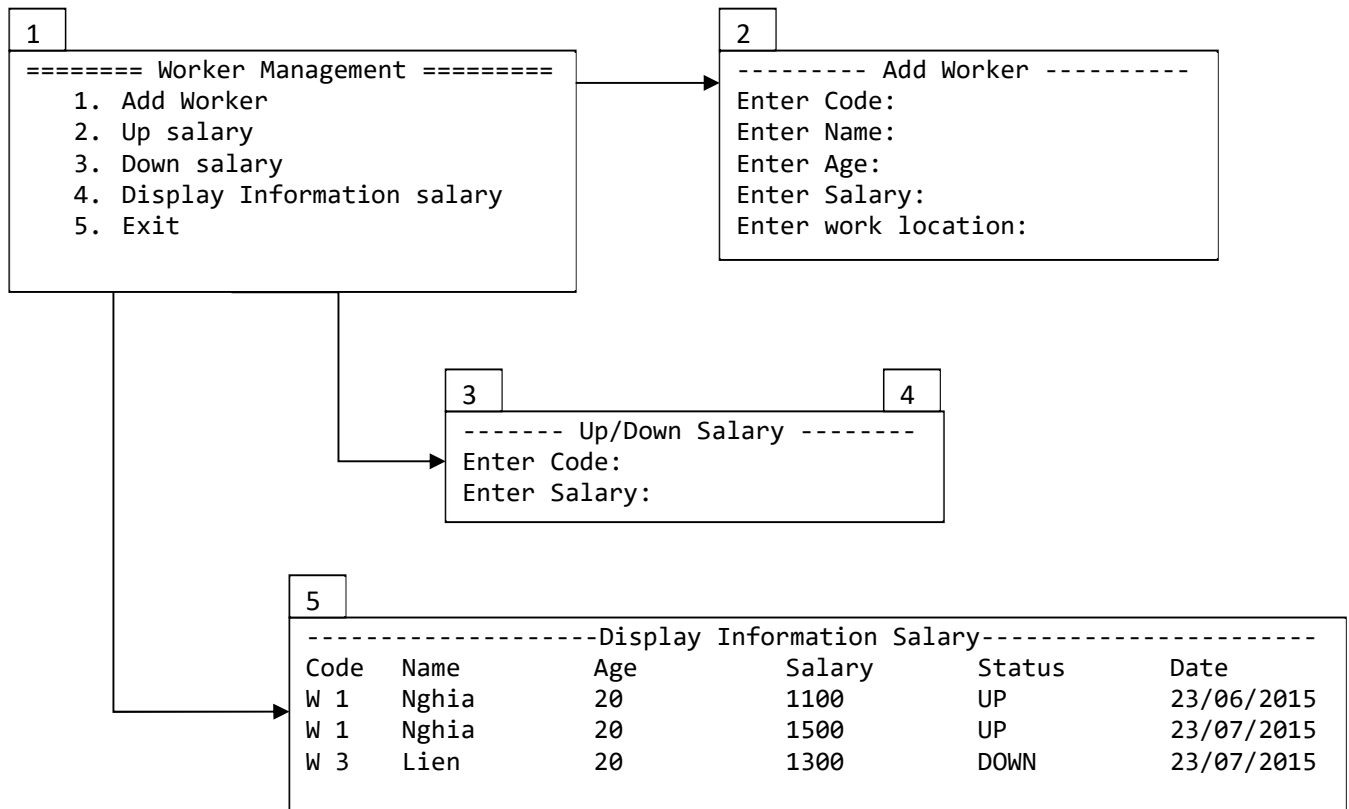 1
======== Worker Management =========
1. Add Worker
2. Up salary
3. Down salary
4. Display Information salary
5. Exit
2
--------- Add Worker ----------
Enter Code:
Enter Name:
Enter Age:
Enter Salary:
Enter work location:
3 4
------- Up/Down Salary --------
Enter Code:
Enter Salary:
5
--------------------Display Information Salary-----------------------
Code Name Age Salary Status Date
W 1 Nghia 20 1100 UP 23/06/2015
W 1 Nghia 20 1500 UP 23/07/2015
W 3 Lien 20 1300 DOWN 23/07/2015